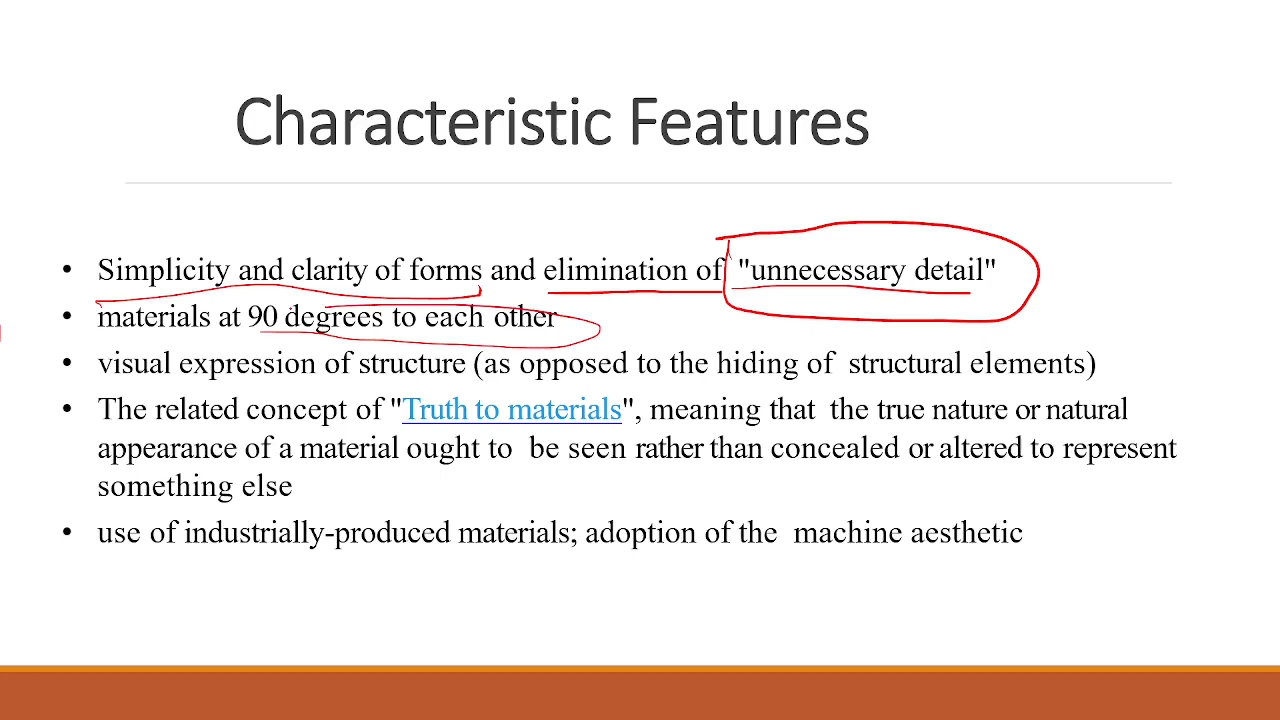 Characteristic Features
• Simplicity and clarity of forms and elimination of "unnecessary detail"
• materials at 90 degrees to each other
• visual expression of structure (as opposed to the hiding of structural elements)
• The related concept of "Truth to materials", meaning that the true nature or natural
appearance of a material ought to be seen rather than concealed or altered to represent
something else
• use of industrially-produced materials; adoption of the machine aesthetic